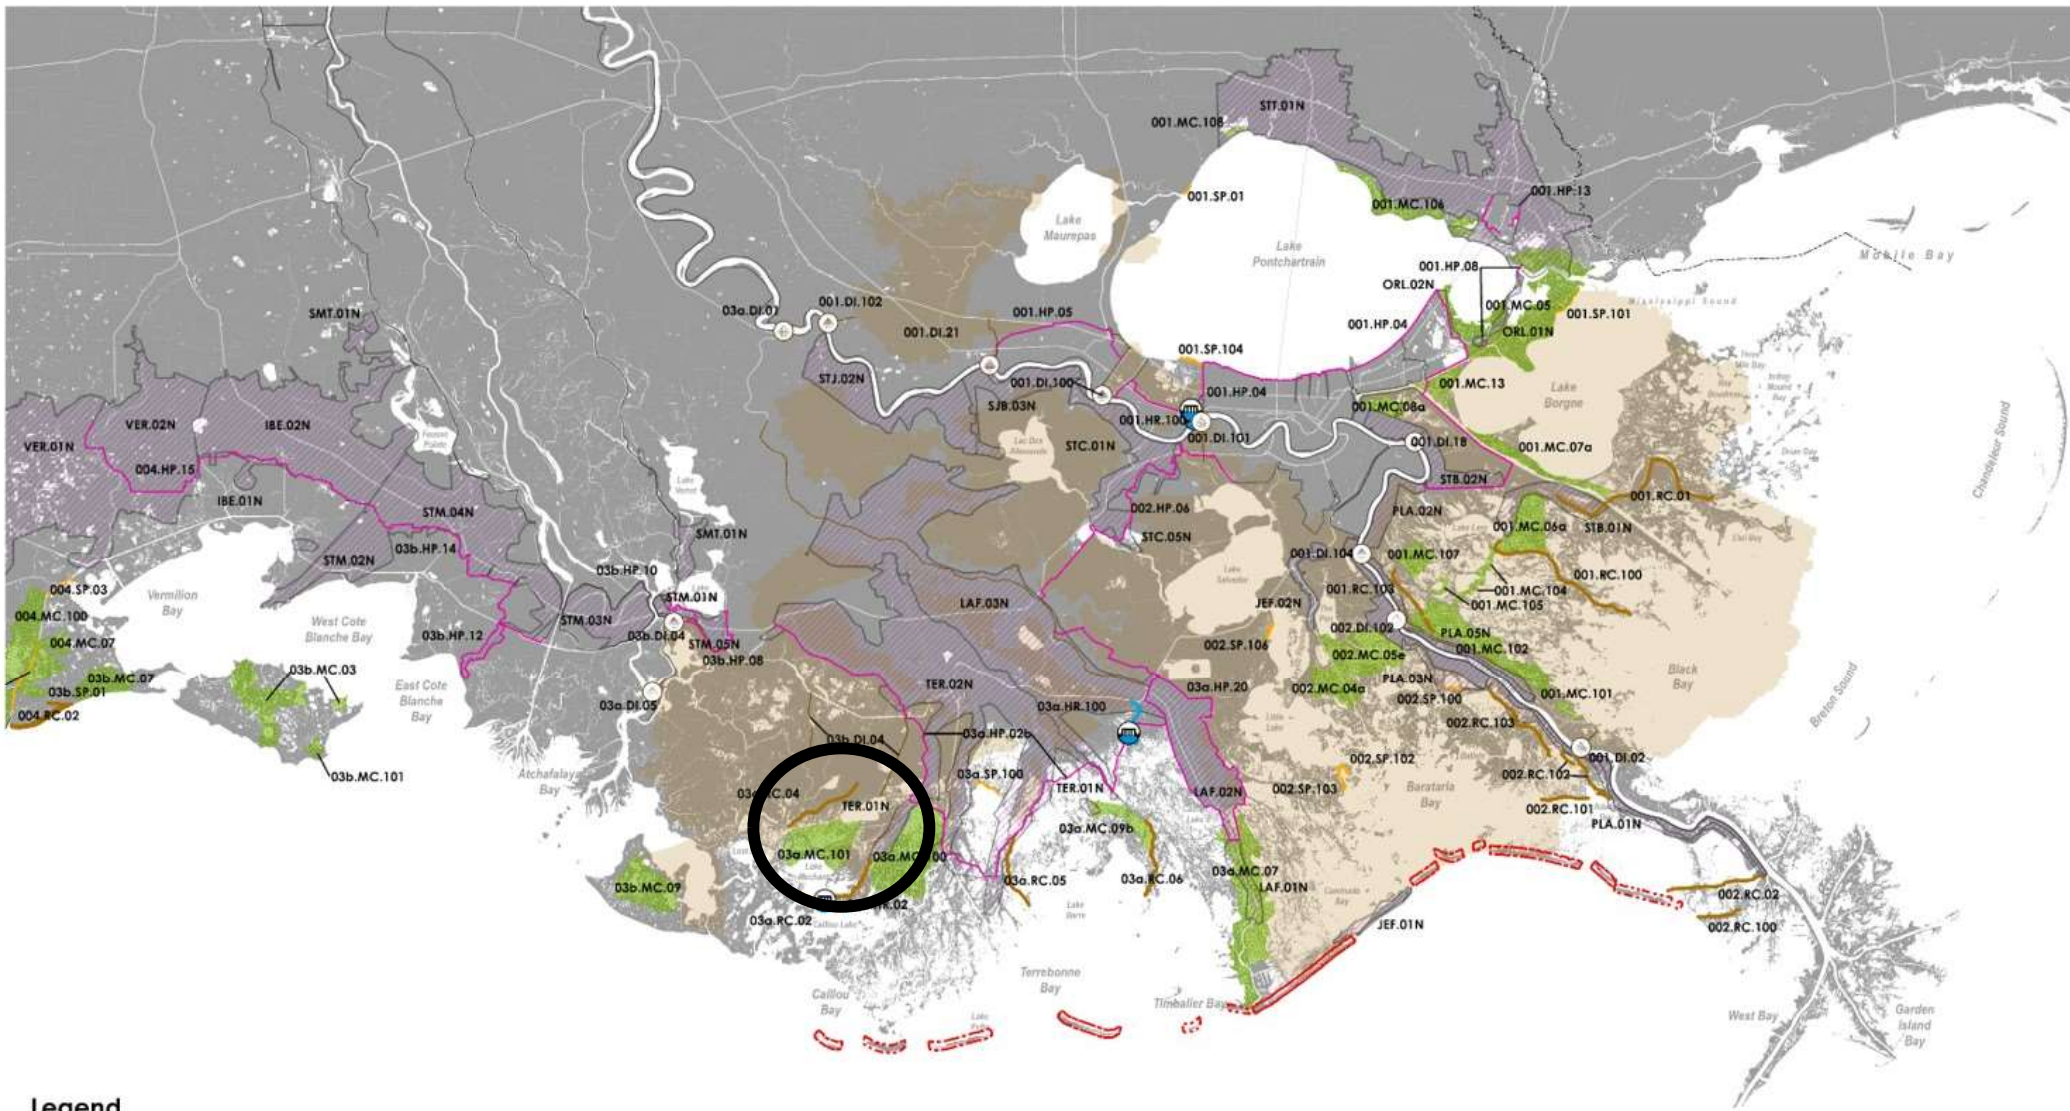 STT.01N
001.MC.108
001.SP.01
001.HP.13
001.MC.106
Lake
Maurepas
Lake
Pontchartrain
Mobile Bay
001.HP.08
ORL.02N
Mississippi Sound
001.MC.05
001.SP.101
ORL.01N
03a.DI.01
001.DI.102
SMT.01N
001.HP.05
001.DI.21
001.HP.04
001.SP.104
STJ.02N
001.DI.100
001.HP.04
001.MC.13
Lake
Borgne
SJB.03N
001.MC.08a
001.HR.100
001.DI.101
001.DI.18
001.MC.07a
Lac Des
Allemands
STC.01N
VER.02N
IBE.02N
VER.01N
004.HP.15
IBE.01N
STM.04N
Chandeleur Sound
STB.02N
001.RC.01
STB.01N
PLA.02N
001.MC.06a
002.HP.06
STC.05N
SMT.01N
STM.02N
03b.HP.14
03b.HP.10
001.DI.104
001.MC.107
001.RC.100
001.MC.104
001.MC.105
001.RC.103
Lake
Salvador
JEF.02N
004.SP.03
Vermilion
Bay
004.MC.100
004.MC.07
West Cote
Blanche Bay
STM.01N
STM.03N
LAF.03N
03b.HP.12
03b.DI.04
STM.05N
03b.HP.08
002.DI.102
PLA.05N
001.MC.102
002.SP.106
002.MC.05e
PLA.03N
Black
Bay
03b.MC.03
03b.MC.07
03b.SP.01
004.RC.02
East Cote
Blanche
Bay
TER.02N
03a.HP.20
002.MC.04a
002.SP.100
001.MC.101
Breton Sound
03a.DI.05
03a.HR.100
002.RC.103
03b.DI.04
03a.HP.02b
Little
Lake
001.DI.02
03b.MC.101
Atchafalaya
Bay
03a.SP.100
TER.01N
002.SP.102
002.RC.102
002.SP.103
Barataria
Bay
002.RC.101
PLA.01N
TER.01N
LAF.02N
03a.MC.09b
03a.MC.101
03b.MC.09
03a.RC.05
03a.RC.06
03a.MC.07
LAF.01N
Caminada
Bay
002.RC.02
002.RC.100
03a.RC.02
Caillou Lake
Lake
Barre
JEF.01N
Caillou
Bay
Terrebonne
Bay
Timbalier Bay
West Bay
Garden
Island
Bay
Legend